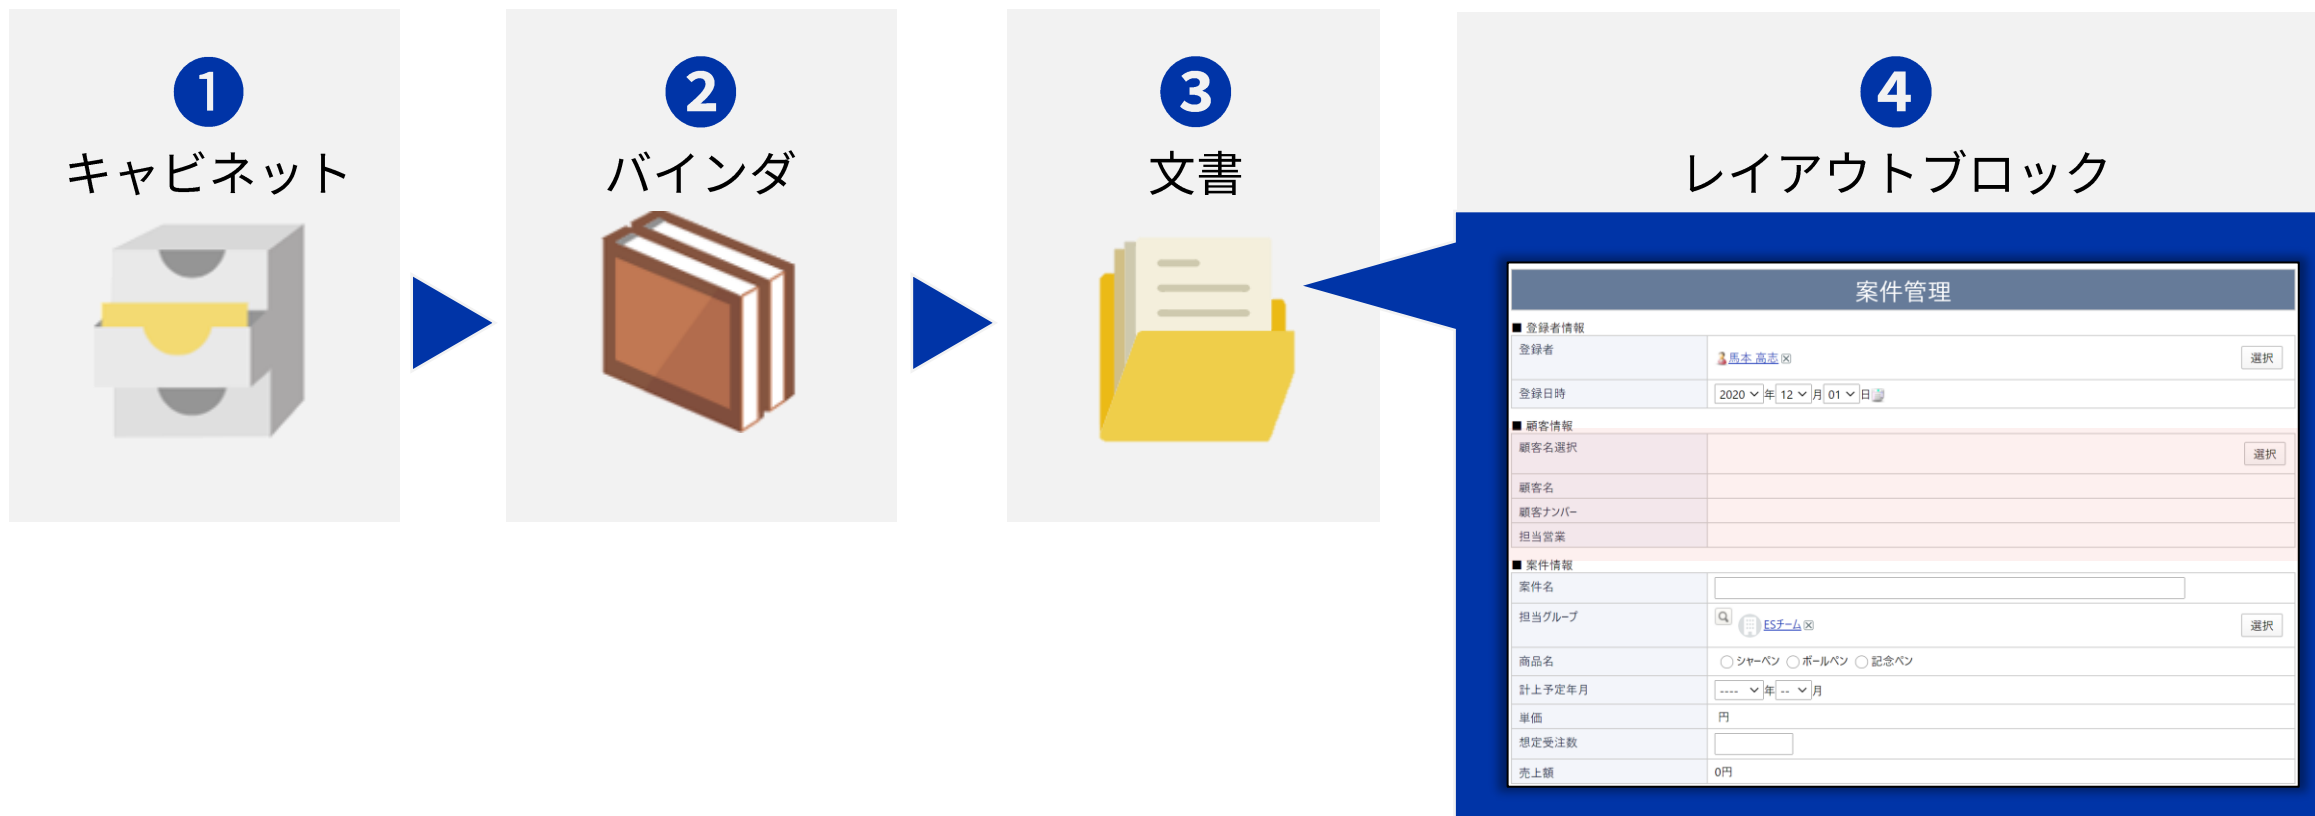 1
キャビネット
2
バインダ
3
文書
4
レイアウトブロック
案件管理
■ 登録者情報
登録者
馬本 高志
選択
登録日時
2020 年 12 月 01 日
■ 顧客情報
顧客名選択
選択
顧客名
顧客ナンバー
担当営業
■ 案件情報
案件名
担当グループ
ESチーム
選択
商品名
シャーペン ボールペン 記念ペン
計上予定年月
---- 年 -- 月
単価
円
想定受注数
売上額
0円